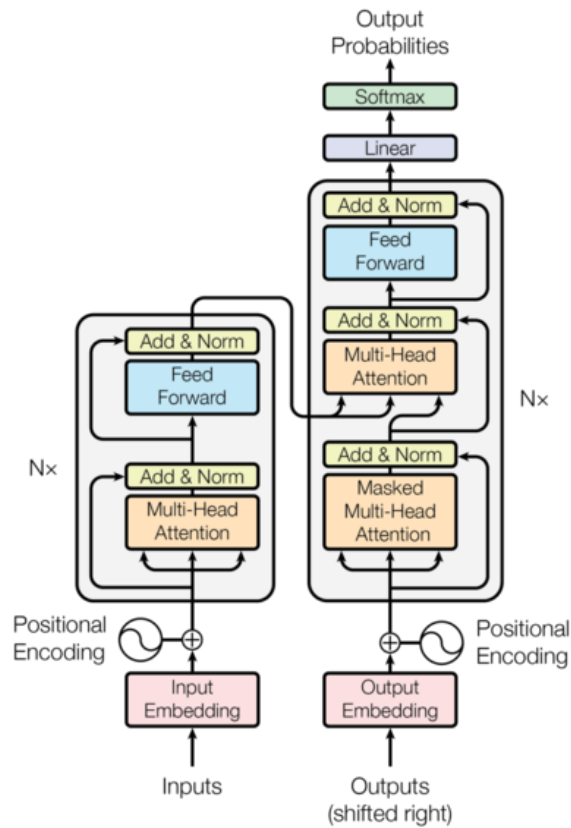 Output
Probabilities
Softmax
Linear
Add & Norm
Feed
Forward
Add & Norm
Multi-Head
Attention
Add & Norm
Masked
Multi-Head
Attention
Nx
Add & Norm
Feed
Forward
Add & Norm
Multi-Head
Attention
N×
Positional
Encoding
Positional
Encoding
Input
Embedding
Output
Embedding
Inputs
Outputs
(shifted right)